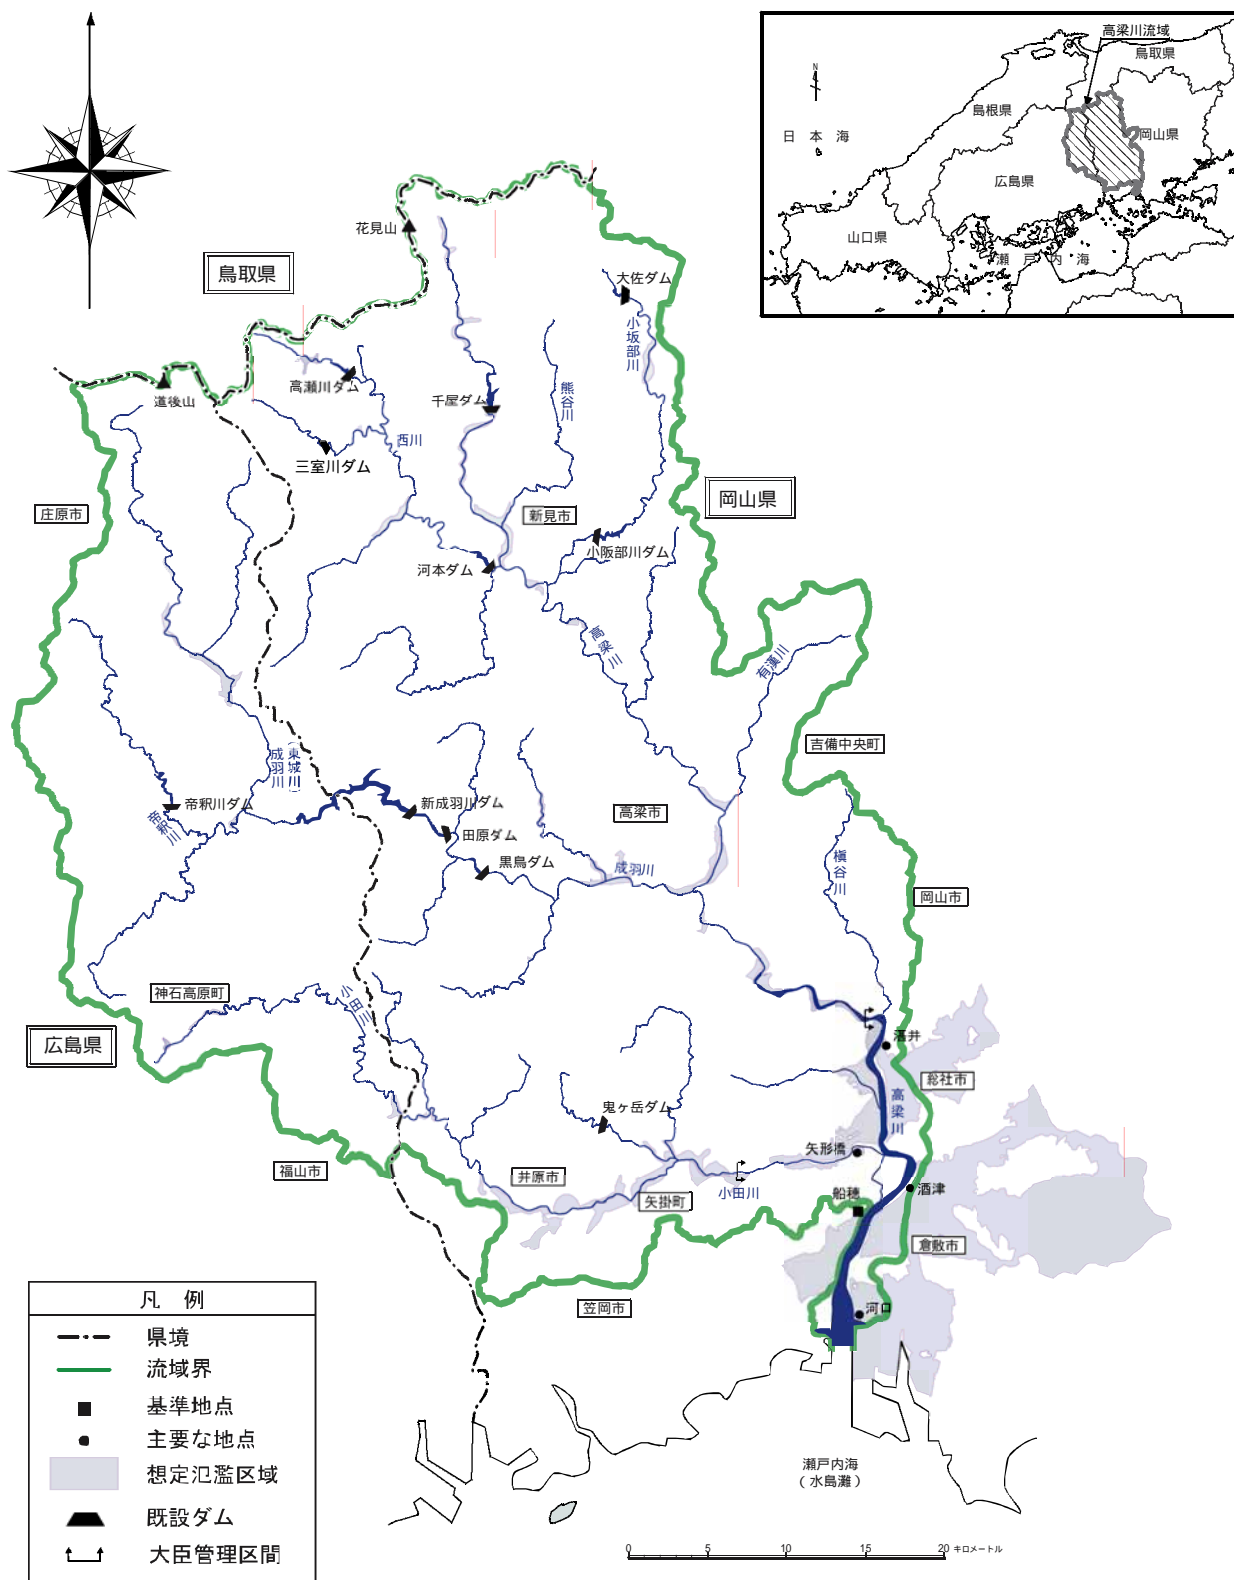 高梁川流域
鳥取県
N
島根県
日本海
岡山県
広島県
山口県
瀬戸内海
花見山
鳥取県
大佐ダム
小坂部川
高瀬川ダム
千屋ダム
熊谷川
道後山
西川
三室川ダム
岡山県
庄原市
新見市
小阪部川ダム
河本ダム
高梁川
有漢川
吉備中央町
成羽川
(東城川)
帝釈川ダム
帝釈川
新成羽川ダム
高梁市
田原ダム
黒鳥ダム
成羽川
槇谷川
岡山市
神石高原町
小田川
広島県
酒井
総社市
高梁川
鬼ヶ岳ダム
矢形橋
福山市
井原市
小田川
矢掛町
船穂
酒津
倉敷市
笠岡市
河口
凡例
県境
流域界
基準地点
主要な地点
想定氾濫区域
既設ダム
大臣管理区間
瀬戸内海
(水島灘)
0 5 10 15 20 キロメートル